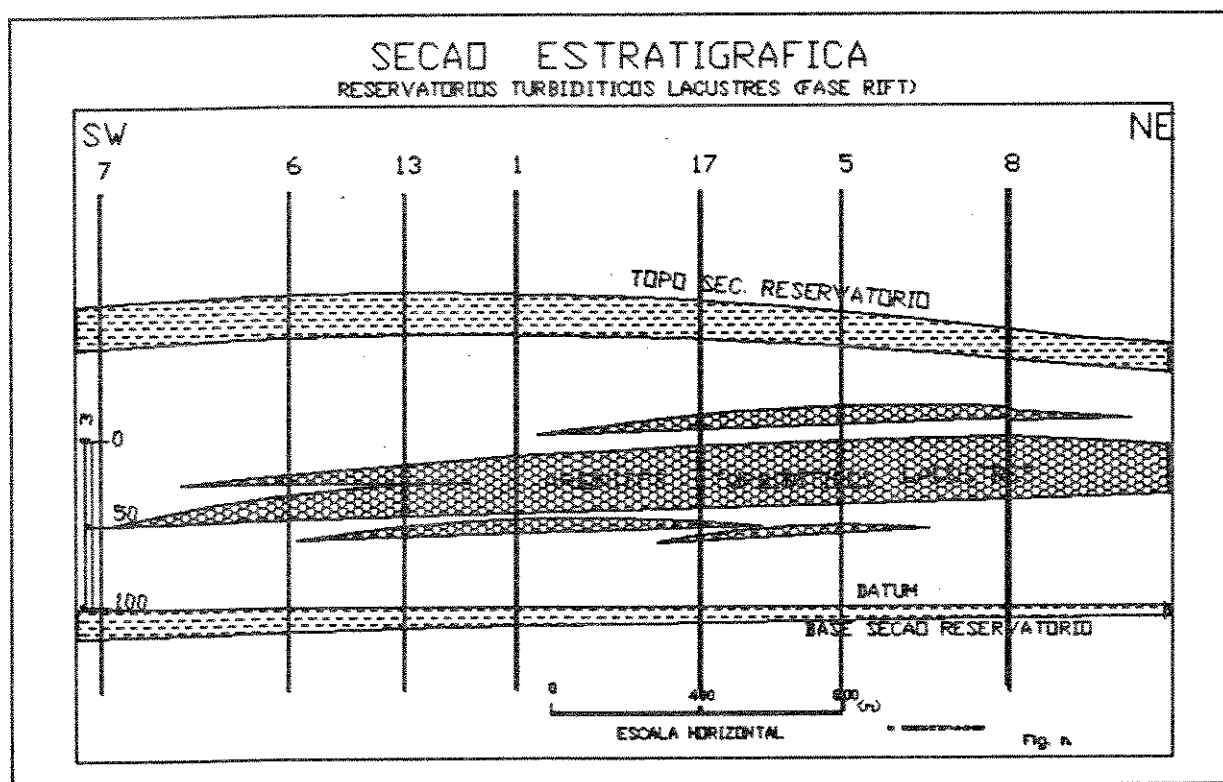 SECAO ESTRATIGRAFICA
RESERVATORIOS TURBIDITICOS LACUSTRES (FASE RIFT)
SW NE
7 6 13 1 17 5 8
TOPO SEC. RESERVATORIO
M
0
50
LACUSTRES
100
DATUM
BASE SECAO RESERVATORIO
0 400 800
(m)
ESCALA HORIZONTAL
Fig.